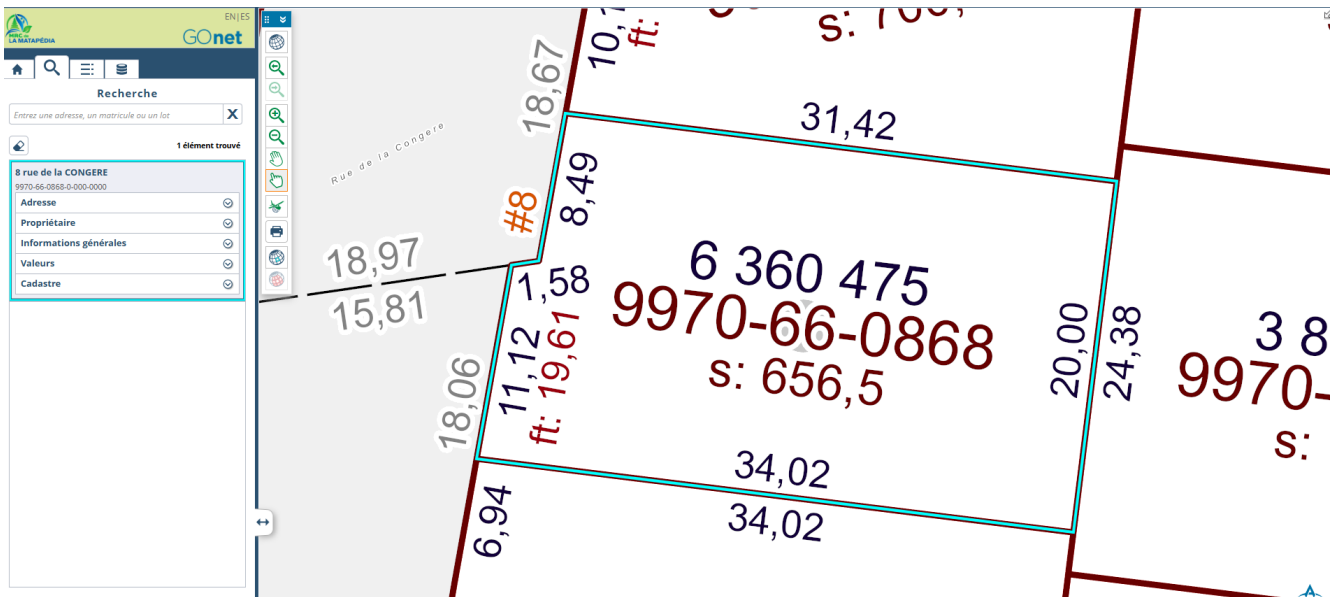 EN|ES
MRC de
LA MATAPÉDIA
GOnet
Recherche
Entrez une adresse, un matricule ou un lot
X
1 élément trouvé
8 rue de la CONGERE
9970-66-0868-0-000-0000
Adresse
Propriétaire
Informations générales
Valeurs
Cadastre
s: 700,
ft:
10,1
18,67
31,42
Rue de la Congere
8,49
#8
18,97
15,81
1,58
6 360 475
9970-66-0868
s: 656,5
11,12
ft: 19,61
18,06
20,00
24,38
3 8
9970-
s:
34,02
34,02
6,94